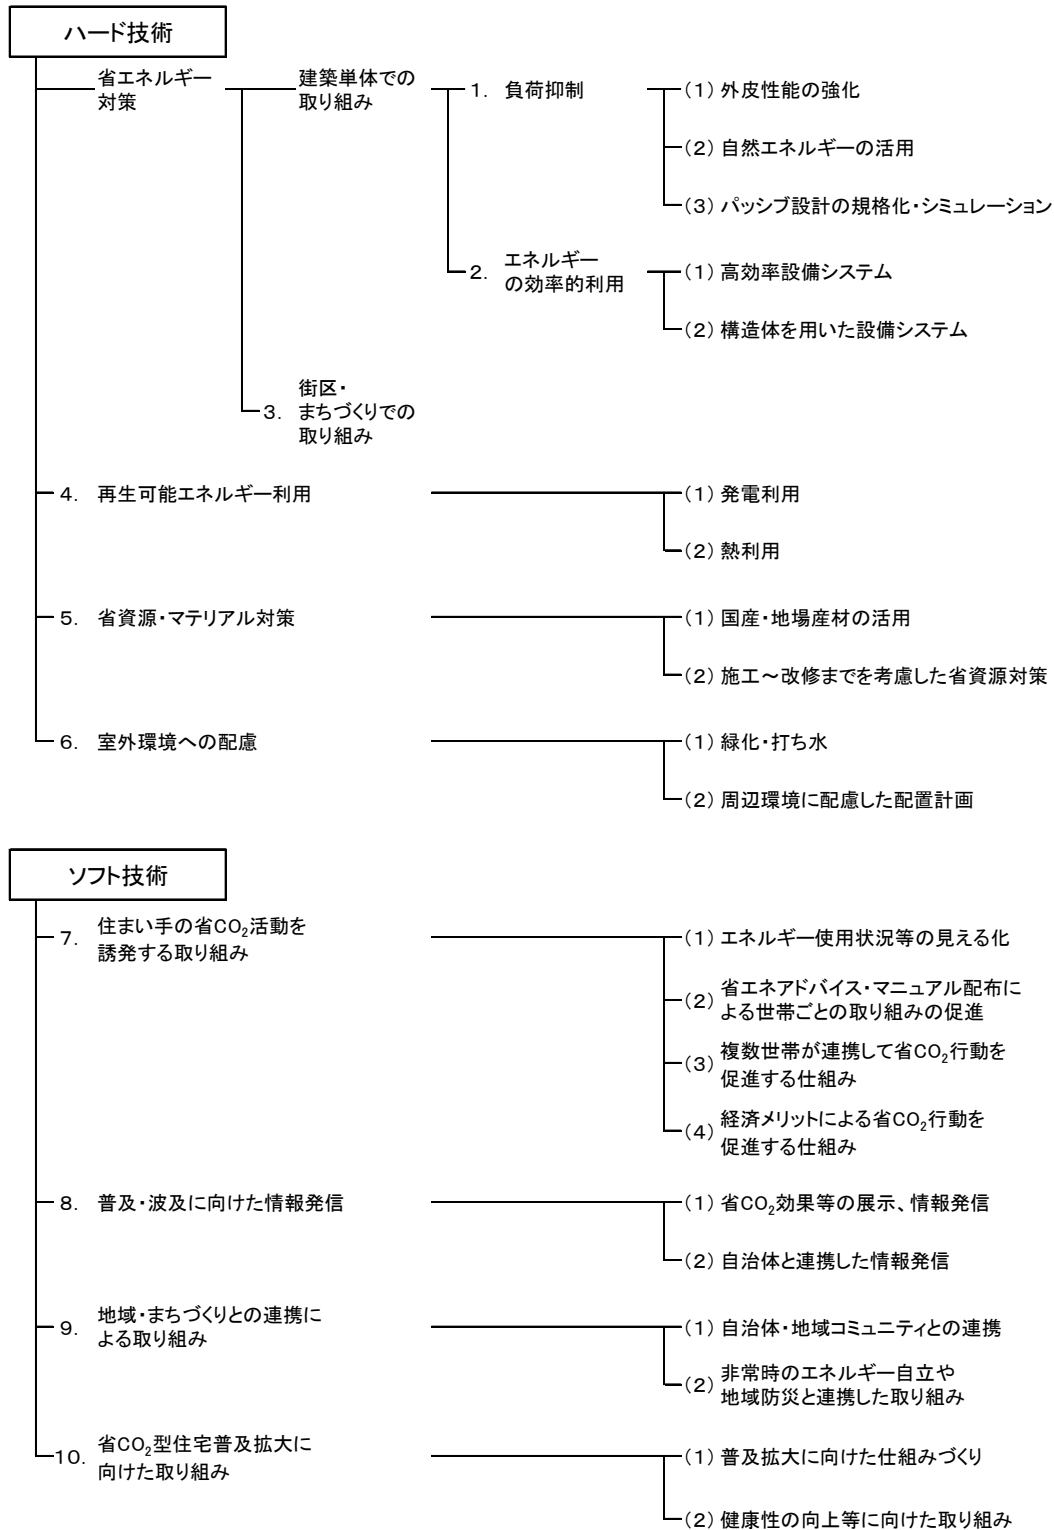 ハード技術
省エネルギー
対策
建築単体での
取り組み
1. 負荷抑制
(1) 外皮性能の強化
(2) 自然エネルギーの活用
(3) パッシブ設計の規格化・シミュレーション
2. エネルギー
の効率的利用
(1) 高効率設備システム
(2) 構造体を用いた設備システム
3. 街区・
まちづくりでの
取り組み
4. 再生可能エネルギー利用
(1) 発電利用
(2) 熱利用
5. 省資源・マテリアル対策
(1) 国産・地場産材の活用
(2) 施工～改修までを考慮した省資源対策
6. 室外環境への配慮
(1) 緑化・打ち水
(2) 周辺環境に配慮した配置計画
ソフト技術
7. 住まい手の省CO₂活動を
誘発する取り組み
(1) エネルギー使用状況等の見える化
(2) 省エネアドバイス・マニュアル配布に
よる世帯ごとの取り組みの促進
(3) 複数世帯が連携して省CO₂行動を
促進する仕組み
(4) 経済メリットによる省CO₂行動を
促進する仕組み
8. 普及・波及に向けた情報発信
(1) 省CO₂効果等の展示、情報発信
(2) 自治体と連携した情報発信
9. 地域・まちづくりとの連携に
よる取り組み
(1) 自治体・地域コミュニティとの連携
(2) 非常時のエネルギー自立や
地域防災と連携した取り組み
10. 省CO₂型住宅普及拡大に
向けた取り組み
(1) 普及拡大に向けた仕組みづくり
(2) 健康性の向上等に向けた取り組み